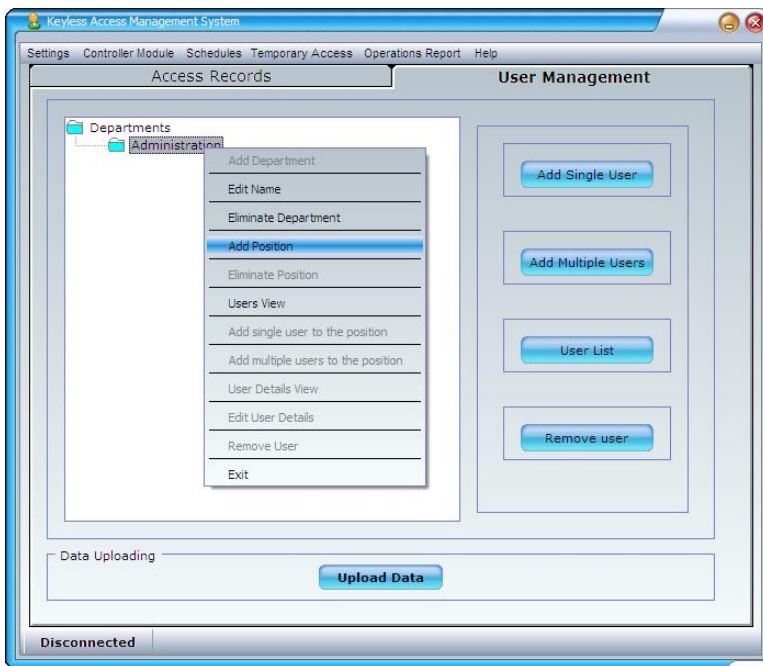 Keyless Access Management System
Settings Controller Module Schedules Temporary Access Operations Report Help
Access Records
User Management
Departments
Administration
Add Department
Edit Name
Eliminate Department
Add Position
Eliminate Position
Users View
Add single user to the position
Add multiple users to the position
User Details View
Edit User Details
Remove User
Exit
Add Single User
Add Multiple Users
User List
Remove user
Data Uploading
Upload Data
Disconnected